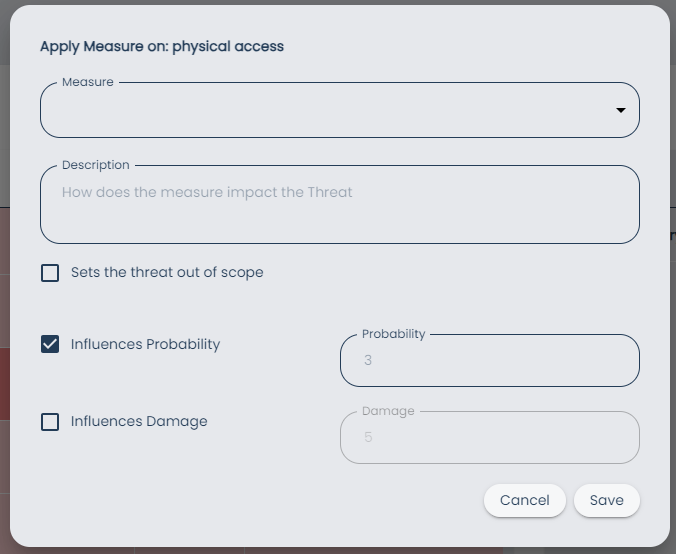 Apply Measure on: physical access
Measure
Description
How does the measure impact the Threat
Sets the threat out of scope
Influences Probability
Probability
3
Influences Damage
Damage
5
Cancel
Save